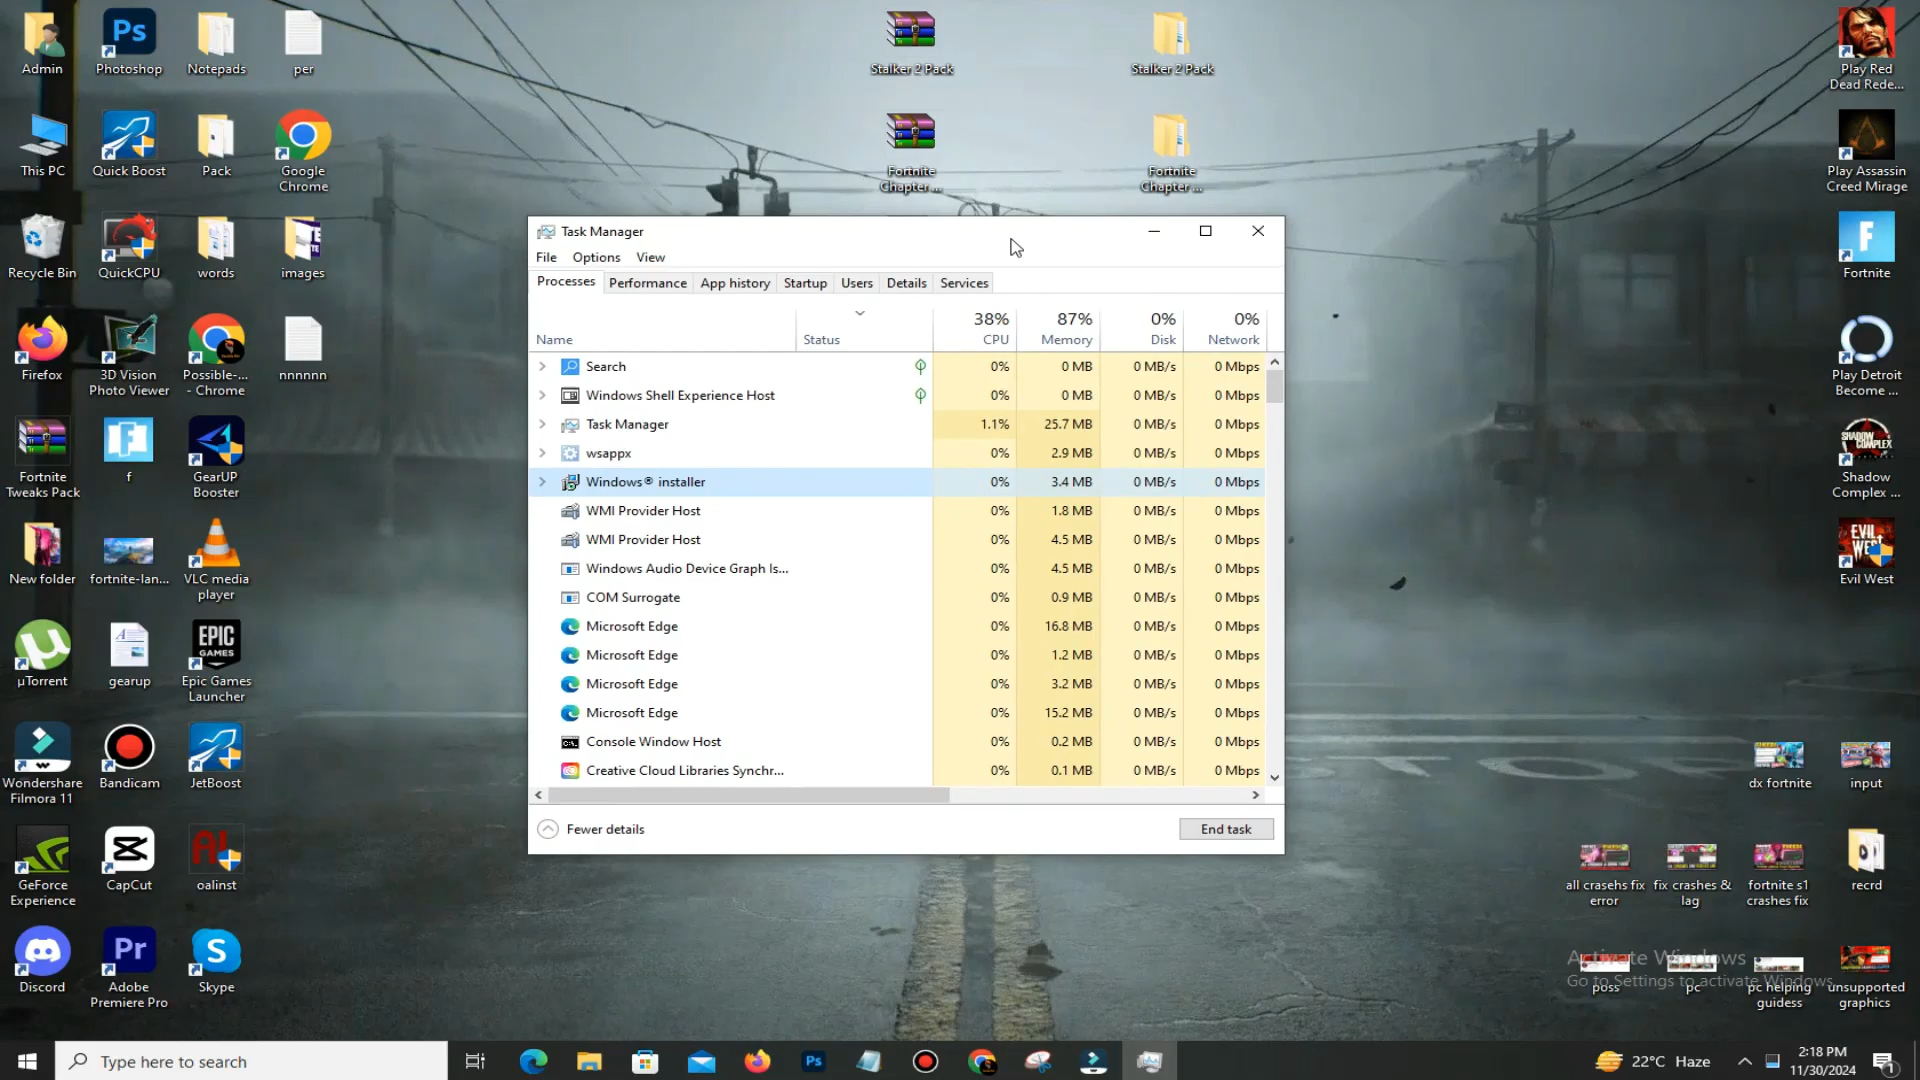 Admin
Photoshop
Notepads
per
This PC
Quick Boost
Pack
Google
Chrome
Recycle Bin
QuickCPU
words
images
Firefox
3D Vision
Photo Viewer
Possible-...
- Chrome
nnnnnn
Fortnite
Tweaks Pack
f
GearUP
Booster
New folder
fortnite-lan...
VLC media
player
µTorrent
gearup
EPIC
GAMES
Epic Games
Launcher
Wondershare
Filmora 11
Bandicam
JetBoost
GeForce
Experience
CapCut
oalinst
Discord
Adobe
Premiere Pro
Skype
Stalker 2 Pack
Stalker 2 Pack
Fortnite
Chapter ...
Fortnite
Chapter ...
Task Manager
File Options View
Processes Performance App history Startup Users Details Services
38% 87% 0% 0%
Name Status CPU Memory Disk Network
Search 0% 0 MB 0 MB/s 0 Mbps
Windows Shell Experience Host 0% 0 MB 0 MB/s 0 Mbps
Task Manager 1.1% 25.7 MB 0 MB/s 0 Mbps
wsappx 0% 2.9 MB 0 MB/s 0 Mbps
Windows® installer 0% 3.4 MB 0 MB/s 0 Mbps
WMI Provider Host 0% 1.8 MB 0 MB/s 0 Mbps
WMI Provider Host 0% 4.5 MB 0 MB/s 0 Mbps
Windows Audio Device Graph Is... 0% 4.5 MB 0 MB/s 0 Mbps
COM Surrogate 0% 0.9 MB 0 MB/s 0 Mbps
Microsoft Edge 0% 16.8 MB 0 MB/s 0 Mbps
Microsoft Edge 0% 1.2 MB 0 MB/s 0 Mbps
Microsoft Edge 0% 3.2 MB 0 MB/s 0 Mbps
Microsoft Edge 0% 15.2 MB 0 MB/s 0 Mbps
Console Window Host 0% 0.2 MB 0 MB/s 0 Mbps
Creative Cloud Libraries Synchr... 0% 0.1 MB 0 MB/s 0 Mbps
Fewer details End task
Play Red
Dead Rede...
Play Assassin
Creed Mirage
Fortnite
Play Detroit
Become ...
SHADOW
COMPLEX
Shadow
Complex ...
EVIL
WEST
Evil West
STOP
dx fortnite
input
all crasehs fix
error
fix crashes &
lag
fortnite s1
crashes fix
recrd
Activate Windows
Go to Settings to activate Windows.
poss
pc
pc helping
guidess
unsupported
graphics
Type here to search
22°C Haze
2:18 PM
11/30/2024
1